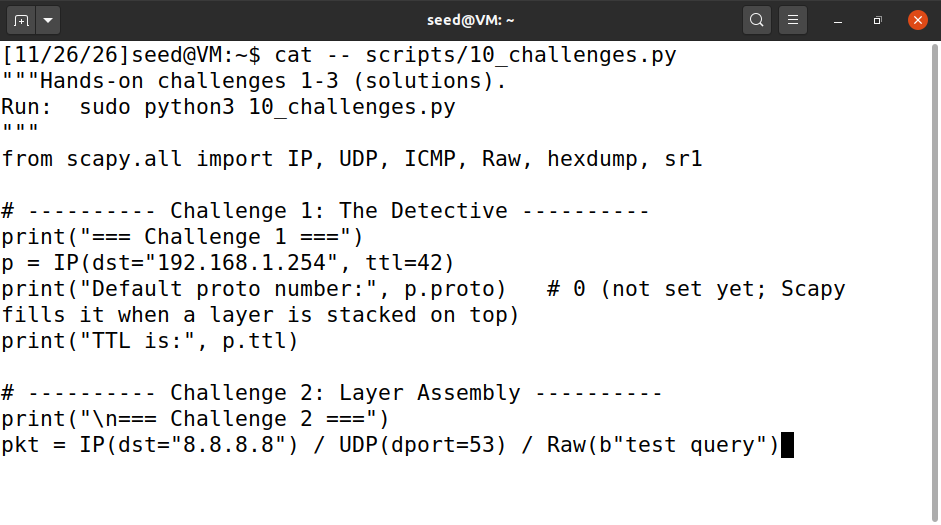 seed@VM: ~
[11/26/26]seed@VM:~$ cat -- scripts/10_challenges.py
"""Hands-on challenges 1-3 (solutions).
Run:  sudo python3 10_challenges.py
"""
from scapy.all import IP, UDP, ICMP, Raw, hexdump, sr1

# ---------- Challenge 1: The Detective ----------
print("=== Challenge 1 ===")
p = IP(dst="192.168.1.254", ttl=42)
print("Default proto number:", p.proto)   # 0 (not set yet; Scapy
fills it when a layer is stacked on top)
print("TTL is:", p.ttl)

# ---------- Challenge 2: Layer Assembly ----------
print("\n=== Challenge 2 ===")
pkt = IP(dst="8.8.8.8") / UDP(dport=53) / Raw(b"test query")